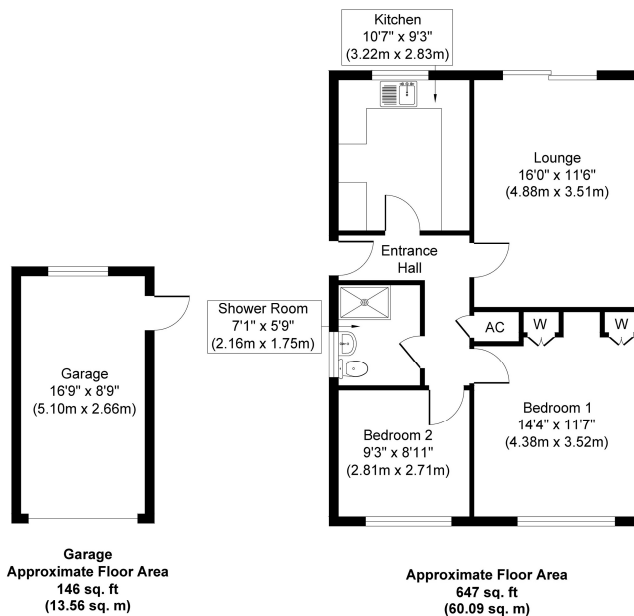 Kitchen
10'7" x 9'3"
(3.22m x 2.83m)
Lounge
16'0" x 11'6"
(4.88m x 3.51m)
Entrance
Hall
Shower Room
7'1" x 5'9"
(2.16m x 1.75m)
AC
W
W
Garage
16'9" x 8'9"
(5.10m x 2.66m)
Bedroom 1
14'4" x 11'7"
(4.38m x 3.52m)
Bedroom 2
9'3" x 8'11"
(2.81m x 2.71m)
Garage
Approximate Floor Area
146 sq. ft
(13.56 sq. m)
Approximate Floor Area
647 sq. ft
(60.09 sq. m)